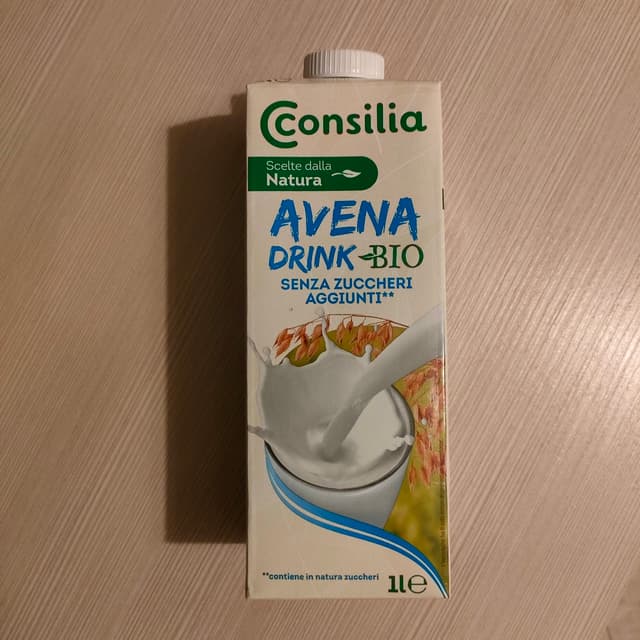 Consilia
Scelte dalla
Natura
AVENA
DRINK BIO
SENZA ZUCCHERI
AGGIUNTI**
**contiene in natura zuccheri
1l℮